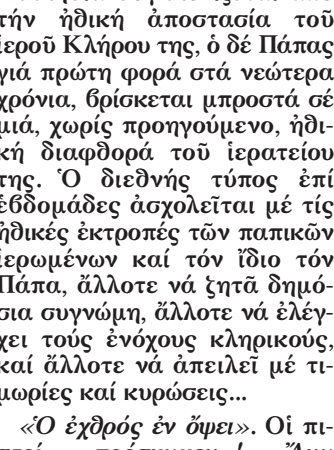 τήν ἠθική ἀποστασία τοῦ
ἱεροῦ Κλήρου της, ὁ δέ Πάπας
γιά πρώτη φορά στά νεώτερα
χρόνια, βρίσκεται μπροστά σέ
μιά, χωρίς προηγούμενο, ἠθι-
κή διαφθορά τοῦ ἱερατείου
της. Ὁ διεθνής τύπος ἐπί
ἑβδομάδες ἀσχολεῖται μέ τίς
ἠθικές ἐκτροπές τῶν παπικῶν
ἱερωμένων καί τόν ἴδιο τόν
Πάπα, ἄλλοτε νά ζητᾶ δημό-
σια συγνώμη, ἄλλοτε νά ἐλέγ-
χει τούς ἐνόχους κληρικούς,
καί ἄλλοτε νά ἀπειλεῖ μέ τι-
μωρίες καί κυρώσεις...
«Ὁ ἐχθρός ἐν ὄψει». Οἱ πι-